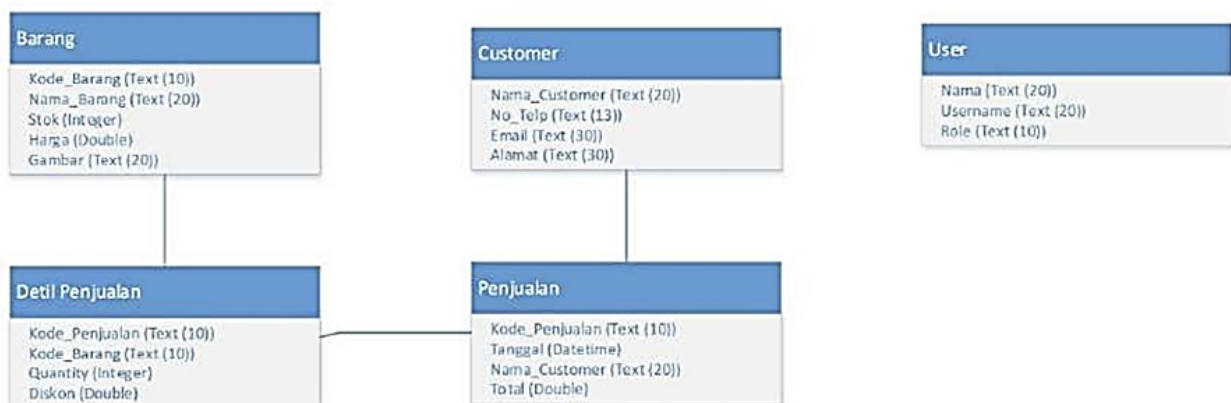 Barang
Kode_Barang (Text (10))
Nama_Barang (Text (20))
Stok (Integer)
Harga (Double)
Gambar (Text (20))
Customer
Nama_Customer (Text (20))
No_Telp (Text (13))
Email (Text (30))
Alamat (Text (30))
User
Nama (Text (20))
Username (Text (20))
Role (Text (10))
Detil Penjualan
Kode_Penjualan (Text (10))
Kode_Barang (Text (10))
Quantity (Integer)
Diskon (Double)
Penjualan
Kode_Penjualan (Text (10))
Tanggal (Datetime)
Nama_Customer (Text (20))
Total (Double)